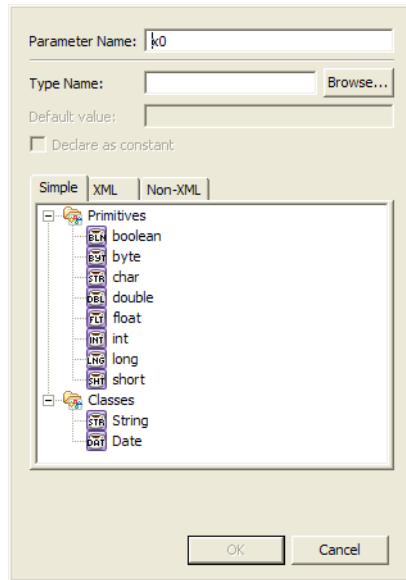 Parameter Name: x0
Type Name: Browse...
Default value:
Declare as constant
Simple XML Non-XML
Primitives
BLN boolean
BYT byte
STR char
DBL double
FLT float
INT int
LNG long
SHT short
Classes
STR String
DAT Date
OK Cancel